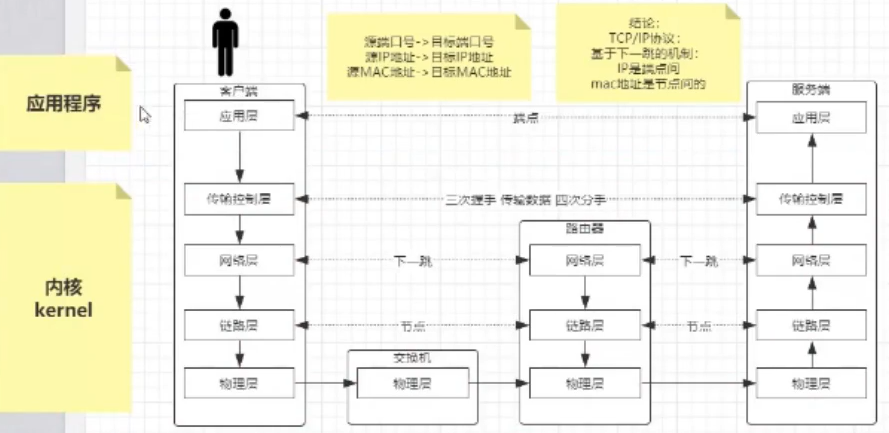 源端口号->目标端口号
源IP地址->目标IP地址
源MAC地址->目标MAC地址
结论：
TCP/IP协议：
基于下一跳的机制：
IP是端点间
mac地址是节点间的
应用程序
内核
kernel
客户端
应用层
传输控制层
网络层
链路层
物理层
端点
三次握手 传输数据 四次分手
下一跳
节点
交换机
物理层
路由器
网络层
链路层
物理层
下一跳
节点
服务端
应用层
传输控制层
网络层
链路层
物理层